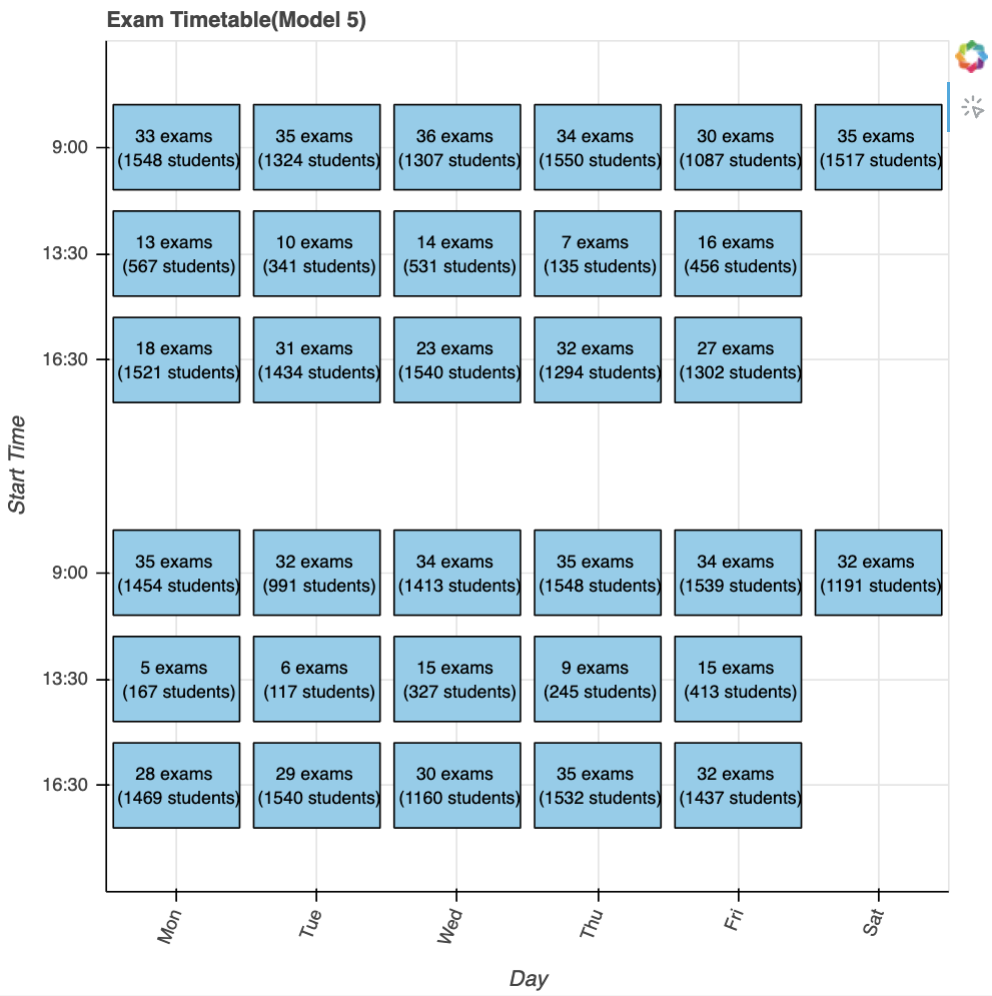 Exam Timetable(Model 5)
33 exams
(1548 students)
35 exams
(1324 students)
36 exams
(1307 students)
34 exams
(1550 students)
30 exams
(1087 students)
35 exams
(1517 students)
9:00
13 exams
(567 students)
10 exams
(341 students)
14 exams
(531 students)
7 exams
(135 students)
16 exams
(456 students)
13:30
18 exams
(1521 students)
31 exams
(1434 students)
23 exams
(1540 students)
32 exams
(1294 students)
27 exams
(1302 students)
16:30
Start Time
35 exams
(1454 students)
32 exams
(991 students)
34 exams
(1413 students)
35 exams
(1548 students)
34 exams
(1539 students)
32 exams
(1191 students)
9:00
5 exams
(167 students)
6 exams
(117 students)
15 exams
(327 students)
9 exams
(245 students)
15 exams
(413 students)
13:30
28 exams
(1469 students)
29 exams
(1540 students)
30 exams
(1160 students)
35 exams
(1532 students)
32 exams
(1437 students)
16:30
Mon
Tue
Wed
Thu
Fri
Sat
Day